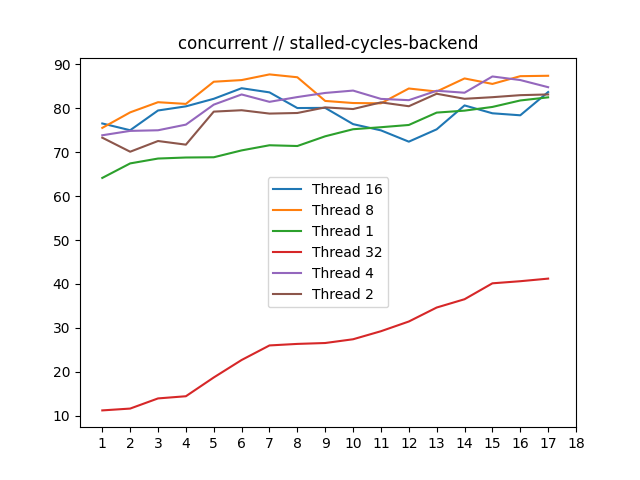 concurrent // stalled-cycles-backend
90
80
70
60
50
40
30
20
10
Thread 16
Thread 8
Thread 1
Thread 32
Thread 4
Thread 2
1 2 3 4 5 6 7 8 9 10 11 12 13 14 15 16 17 18